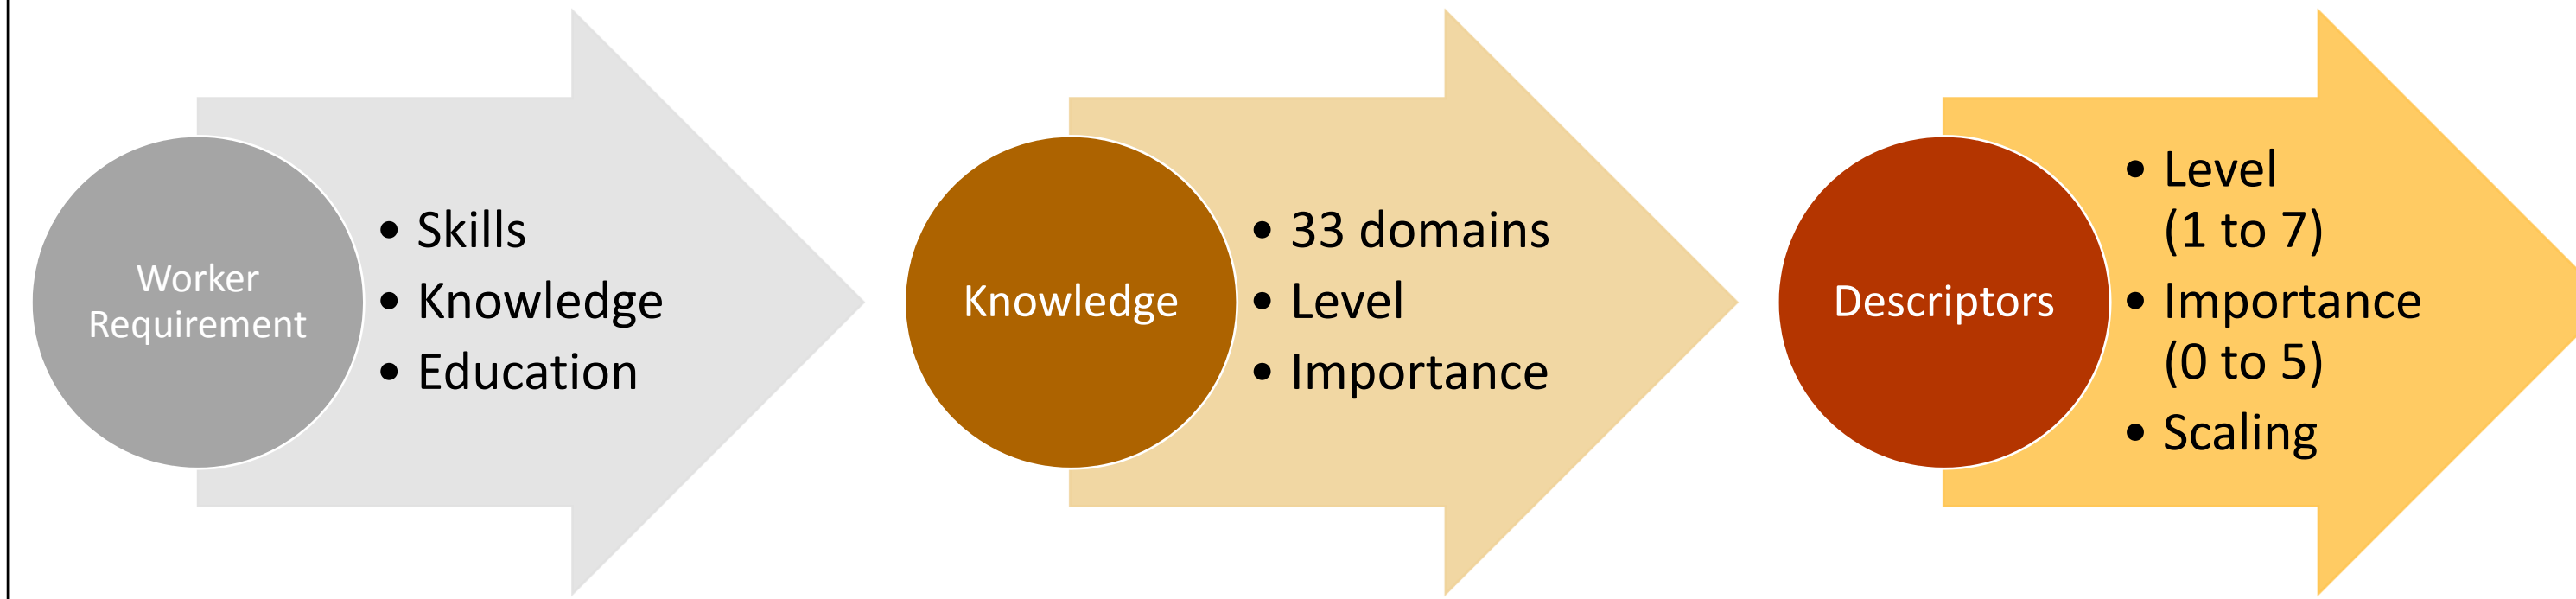 Worker
Requirement
• Skills
• Knowledge
• Education
Knowledge
• 33 domains
• Level
• Importance
Descriptors
• Level
(1 to 7)
• Importance
(0 to 5)
• Scaling